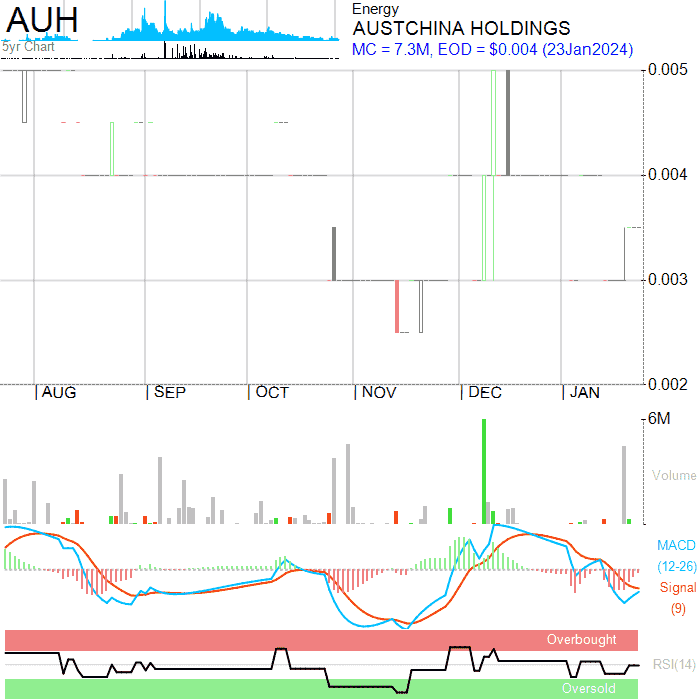 AUH
5yr Chart
Energy
AUSTCHINA HOLDINGS
MC = 7.3M, EOD = $0.004 (23Jan2024)
0.005
0.004
0.003
0.002
AUG SEP OCT NOV DEC JAN
6M
Volume
MACD
(12-26)
Signal
(9)
Overbought
RSI(14)
Oversold